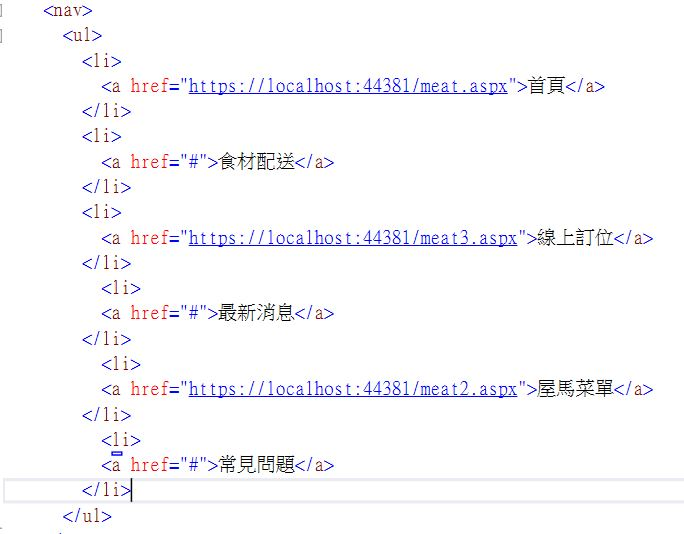 <nav>
<ul>
<li>
<a href="https://localhost:44381/meat.aspx">首頁</a>
</li>
<li>
<a href="#">食材配送</a>
</li>
<li>
<a href="https://localhost:44381/meat3.aspx">線上訂位</a>
</li>
<li>
<a href="#">最新消息</a>
</li>
<li>
<a href="https://localhost:44381/meat2.aspx">屋馬菜單</a>
</li>
<li>
<a href="#">常見問題</a>
</li>
</ul>